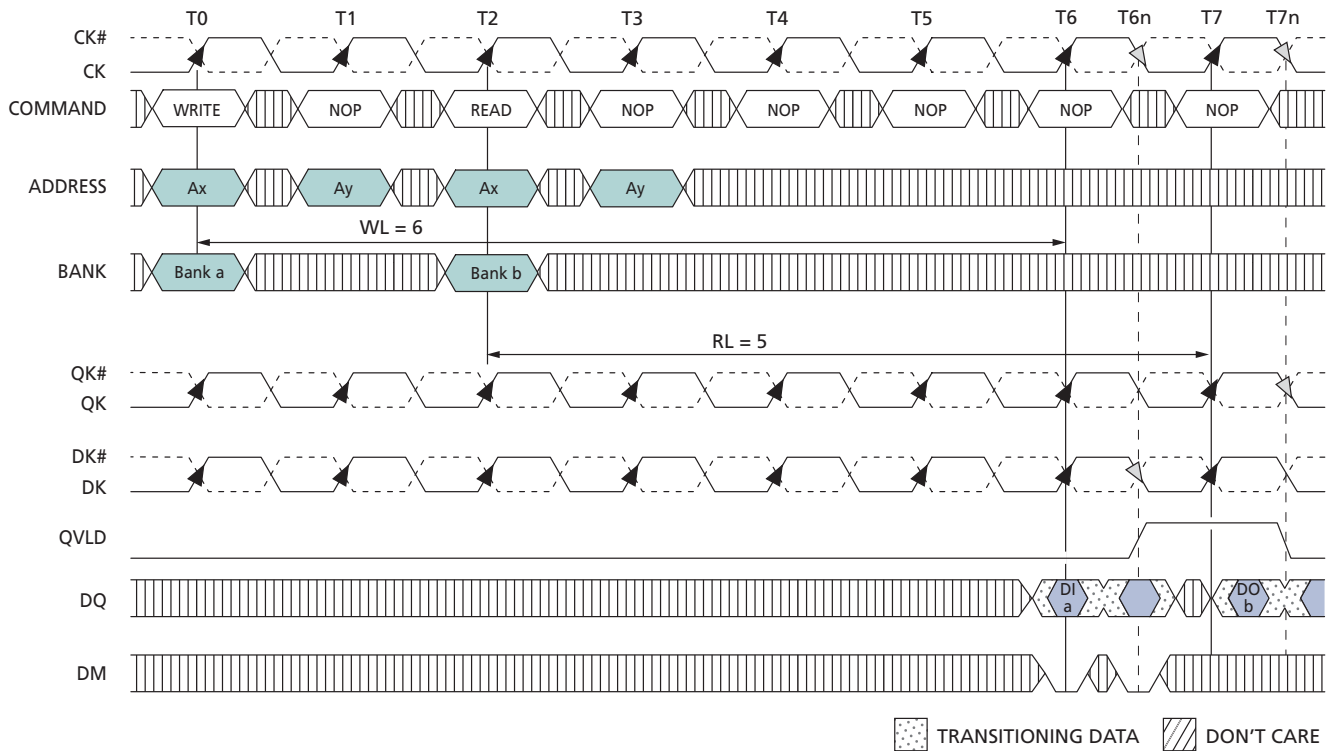 T0 T1 T2 T3 T4 T5 T6 T6n T7 T7n
CK#
CK
COMMAND WRITE NOP READ NOP NOP NOP NOP NOP
ADDRESS Ax Ay Ax Ay
WL = 6
BANK Bank a Bank b
RL = 5
QK#
QK
DK#
DK
QVLD
DQ DI a DO b
DM
TRANSITIONING DATA DON'T CARE